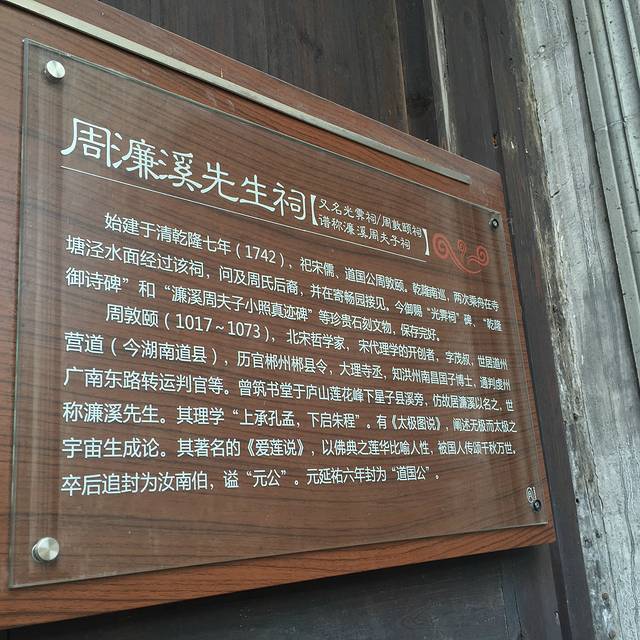 周濂溪先生祠【又名光霁祠/周敦颐祠
谱称濂溪周夫子祠】
始建于清乾隆七年（1742），祀宋儒，道国公周敦颐。乾隆南巡，两次乘舟在寺
塘泾水面经过该祠，问及周氏后裔，并在寄畅园接见。今御赐“光霁祠”碑，“乾隆
御诗碑”和“濂溪周夫子小照真迹碑”等珍贵石刻文物，保存完好。
周敦颐（1017~1073），北宋哲学家，宋代理学的开创者，字茂叔，世居道州
营道（今湖南道县），历官郴州郴县令，大理寺丞，知洪州南昌国子博士，通判虔州
广南东路转运判官等。曾筑书堂于庐山莲花峰下星子县溪旁，仿故居濂溪以名之，世
称濂溪先生。其理学“上承孔孟，下启朱程”。有《太极图说》，阐述无极而太极之
宇宙生成论。其著名的《爱莲说》，以佛典之莲华比喻人性，被国人传颂千秋万世。
卒后追封为汝南伯，谥“元公”。元延祐六年封为“道国公”。